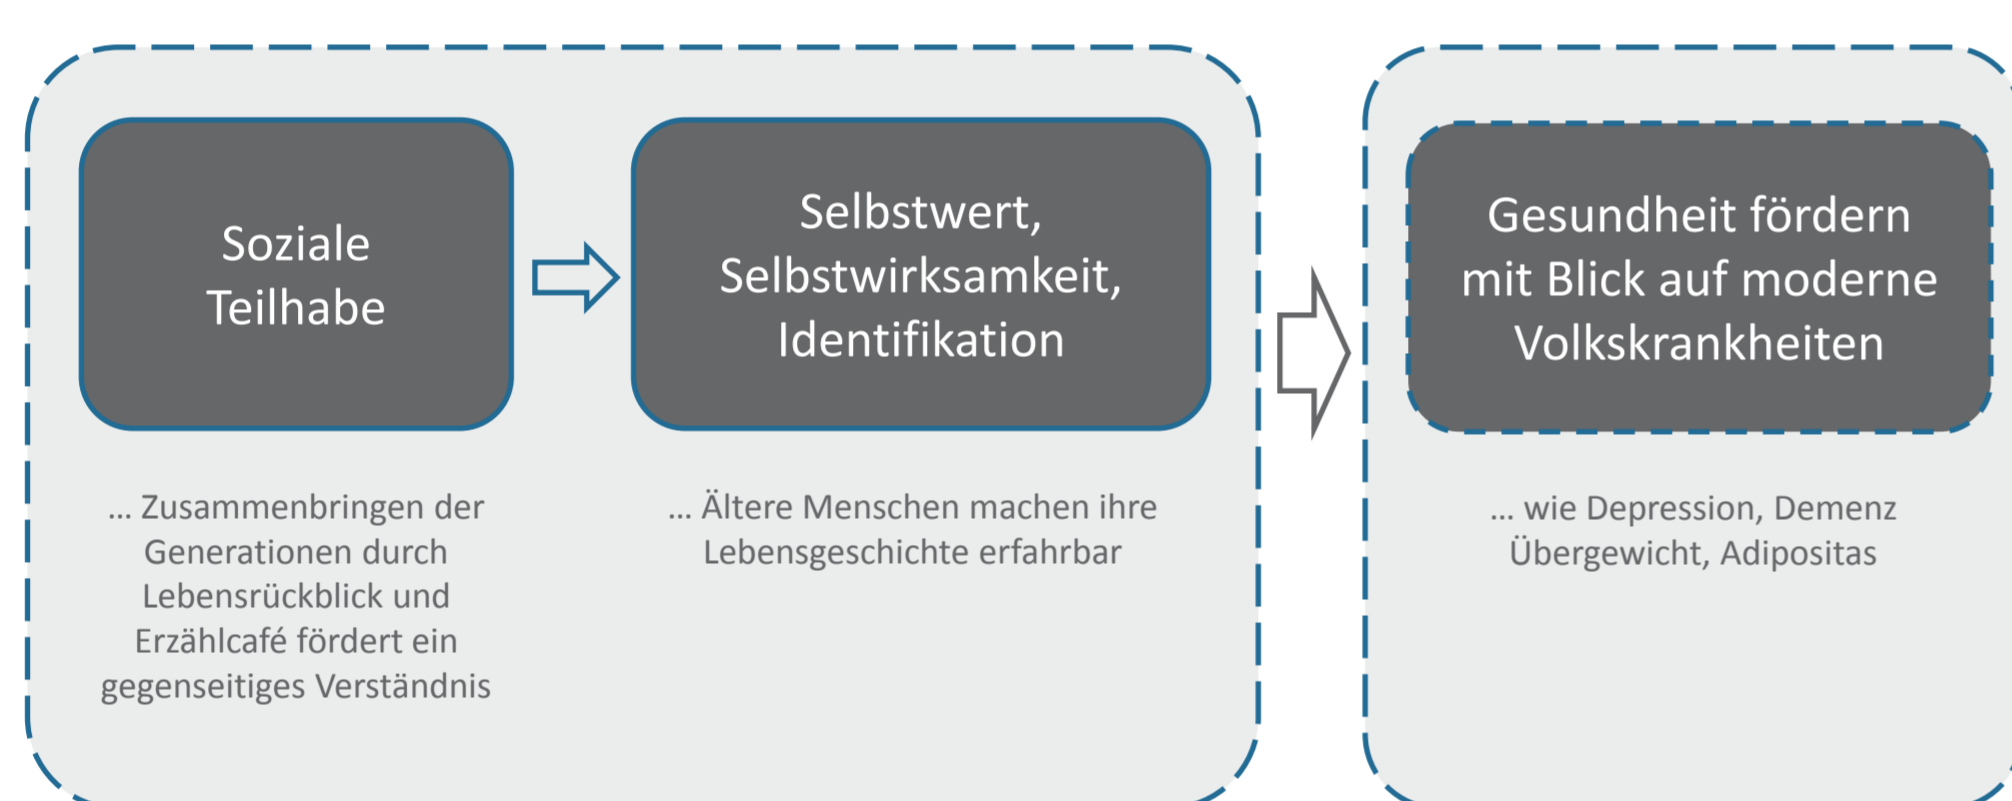 Soziale
Teilhabe
Selbstwert,
Selbstwirksamkeit,
Identifikation
Gesundheit fördern
mit Blick auf moderne
Volkskrankheiten
... Zusammenbringen der
Generationen durch
Lebensrückblick und
Erzählcafé fördert ein
gegenseitiges Verständnis
... Ältere Menschen machen ihre
Lebensgeschichte erfahrbar
... wie Depression, Demenz
Übergewicht, Adipositas